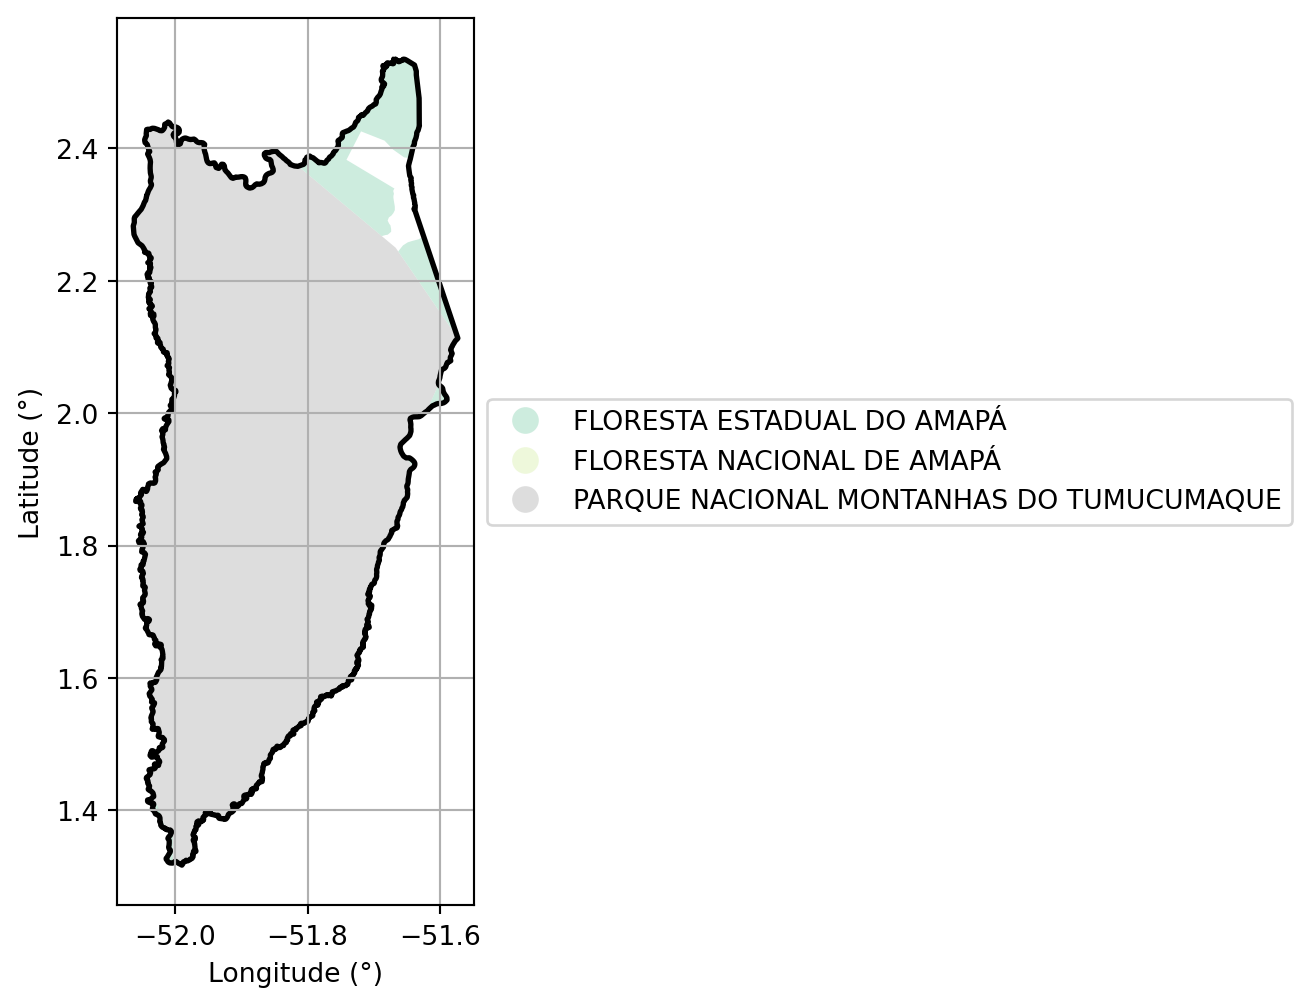 2.4
2.2
2.0
1.8
1.6
1.4
Latitude (°)
−52.0 −51.8 −51.6
Longitude (°)
FLORESTA ESTADUAL DO AMAPÁ
FLORESTA NACIONAL DE AMAPÁ
PARQUE NACIONAL MONTANHAS DO TUMUCUMAQUE